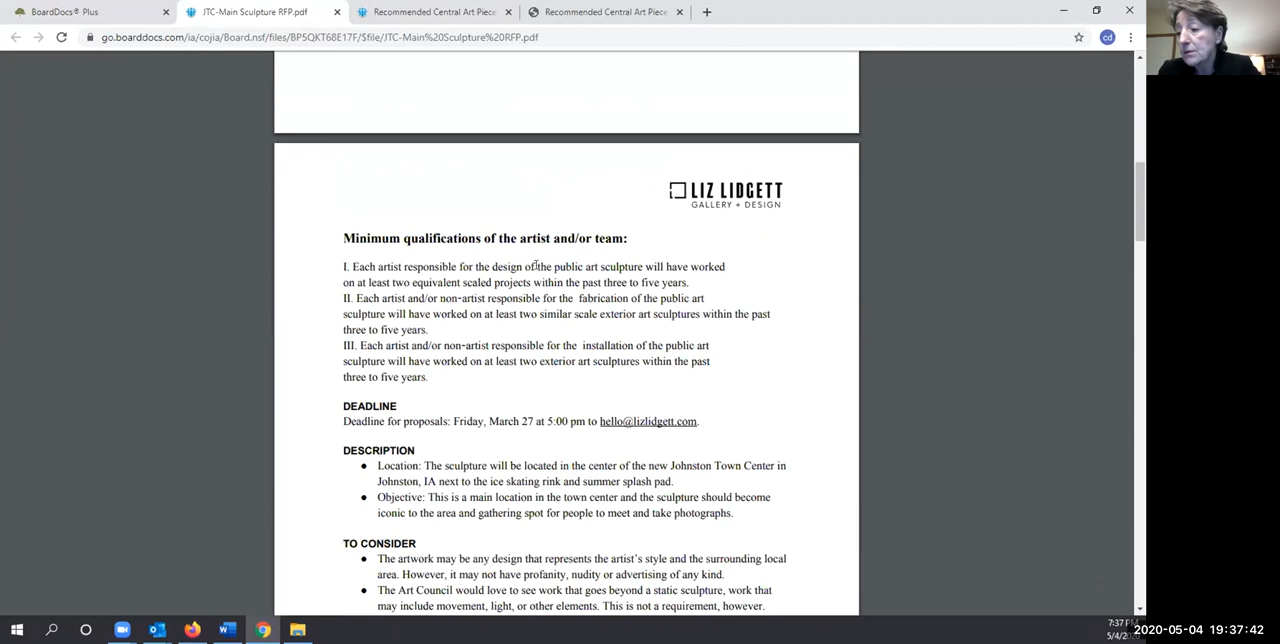 BoardDocs® Plus
JTC-Main Sculpture RFP.pdf
Recommended Central Art Piece
Recommended Central Art Piece
go.boarddocs.com/ia/cojia/Board.nsf/files/BP5QKT68E17F/$file/JTC-Main%20Sculpture%20RFP.pdf
cd
LIZ LIDGETT
GALLERY + DESIGN
Minimum qualifications of the artist and/or team:
I. Each artist responsible for the design of the public art sculpture will have worked
on at least two equivalent scaled projects within the past three to five years.
II. Each artist and/or non-artist responsible for the fabrication of the public art
sculpture will have worked on at least two similar scale exterior art sculptures within the past
three to five years.
III. Each artist and/or non-artist responsible for the installation of the public art
sculpture will have worked on at least two exterior art sculptures within the past
three to five years.
DEADLINE
Deadline for proposals: Friday, March 27 at 5:00 pm to hello@lizlidgett.com.
DESCRIPTION
● Location: The sculpture will be located in the center of the new Johnston Town Center in
Johnston, IA next to the ice skating rink and summer splash pad.
● Objective: This is a main location in the town center and the sculpture should become
iconic to the area and gathering spot for people to meet and take photographs.
TO CONSIDER
● The artwork may be any design that represents the artist's style and the surrounding local
area. However, it may not have profanity, nudity or advertising of any kind.
● The Art Council would love to see work that goes beyond a static sculpture, work that
may include movement, light, or other elements. This is not a requirement, however.
7:37 PM
5/4/20
2020-05-04 19:37:42